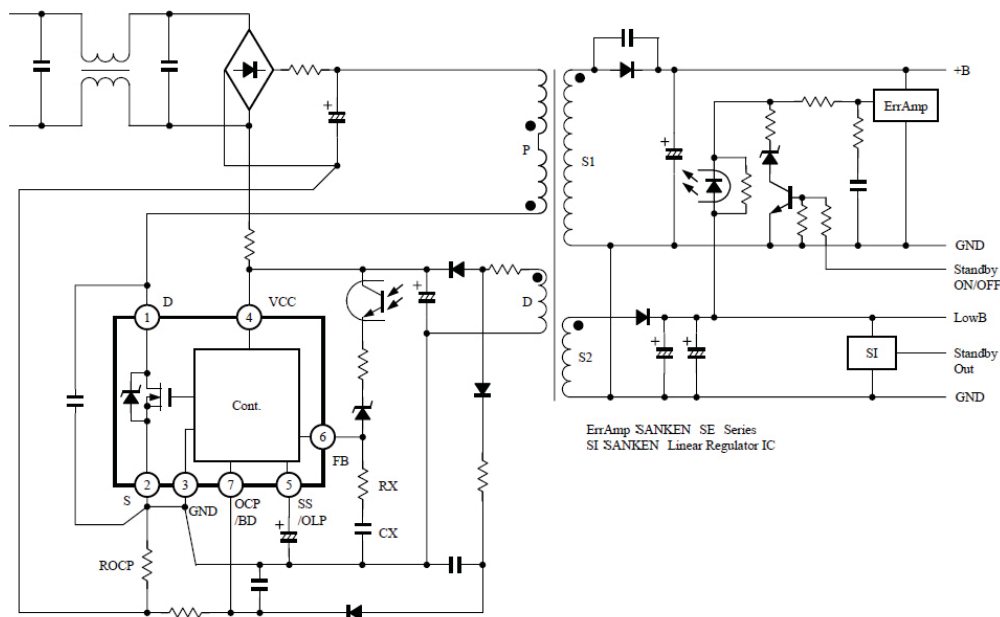 +B
ErrAmp
P
S1
GND
Standby
ON/OFF
D
VCC
D
1
4
LowB
S2
SI
Standby
Out
Cont.
GND
6
FB
ErrAmp :SANKEN SE Series
SI :SANKEN Linear Regulator IC
RX
2
3
7
5
S
GND
OCP
/BD
SS
/OLP
CX
ROCP